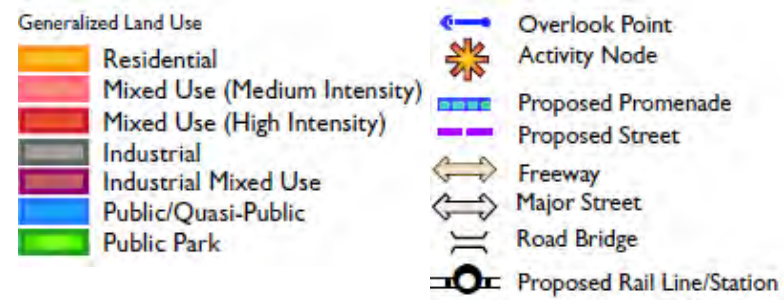 Generalized Land Use
Residential
Mixed Use (Medium Intensity)
Mixed Use (High Intensity)
Industrial
Industrial Mixed Use
Public/Quasi-Public
Public Park
Overlook Point
Activity Node
Proposed Promenade
Proposed Street
Freeway
Major Street
Road Bridge
Proposed Rail Line/Station